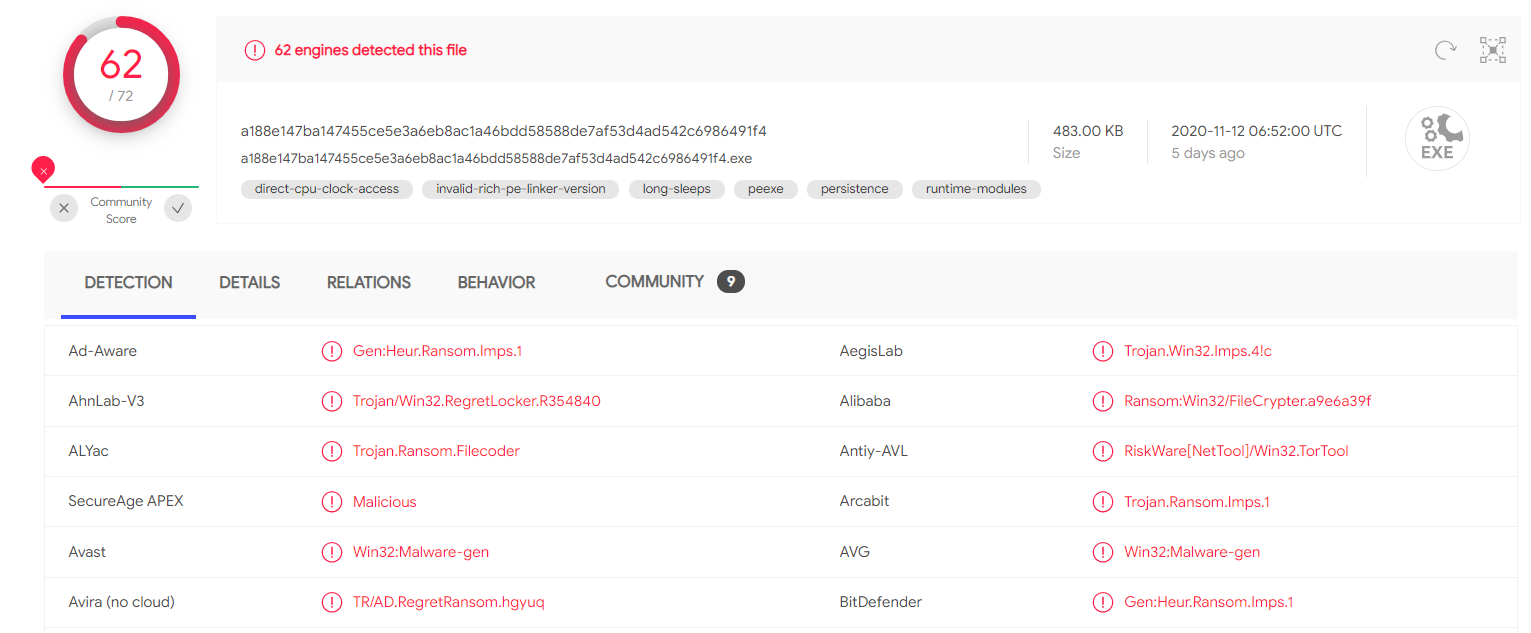 62
/ 72
Community
Score
62 engines detected this file
a188e147ba147455ce5e3a6eb8ac1a46bdd58588de7af53d4ad542c6986491f4
a188e147ba147455ce5e3a6eb8ac1a46bdd58588de7af53d4ad542c6986491f4.exe
direct-cpu-clock-access invalid-rich-pe-linker-version long-sleeps peexe persistence runtime-modules
483.00 KB
Size
2020-11-12 06:52:00 UTC
5 days ago
EXE
DETECTION DETAILS RELATIONS BEHAVIOR COMMUNITY 9
Ad-Aware Gen:Heur.Ransom.Imps.1 AegisLab Trojan.Win32.Imps.4!c
AhnLab-V3 Trojan/Win32.RegretLocker.R354840 Alibaba Ransom:Win32/FileCrypter.a9e6a39f
ALYac Trojan.Ransom.Filecoder Antiy-AVL RiskWare[NetTool]/Win32.TorTool
SecureAge APEX Malicious Arcabit Trojan.Ransom.Imps.1
Avast Win32:Malware-gen AVG Win32:Malware-gen
Avira (no cloud) TR/AD.RegretRansom.hgyuq BitDefender Gen:Heur.Ransom.Imps.1